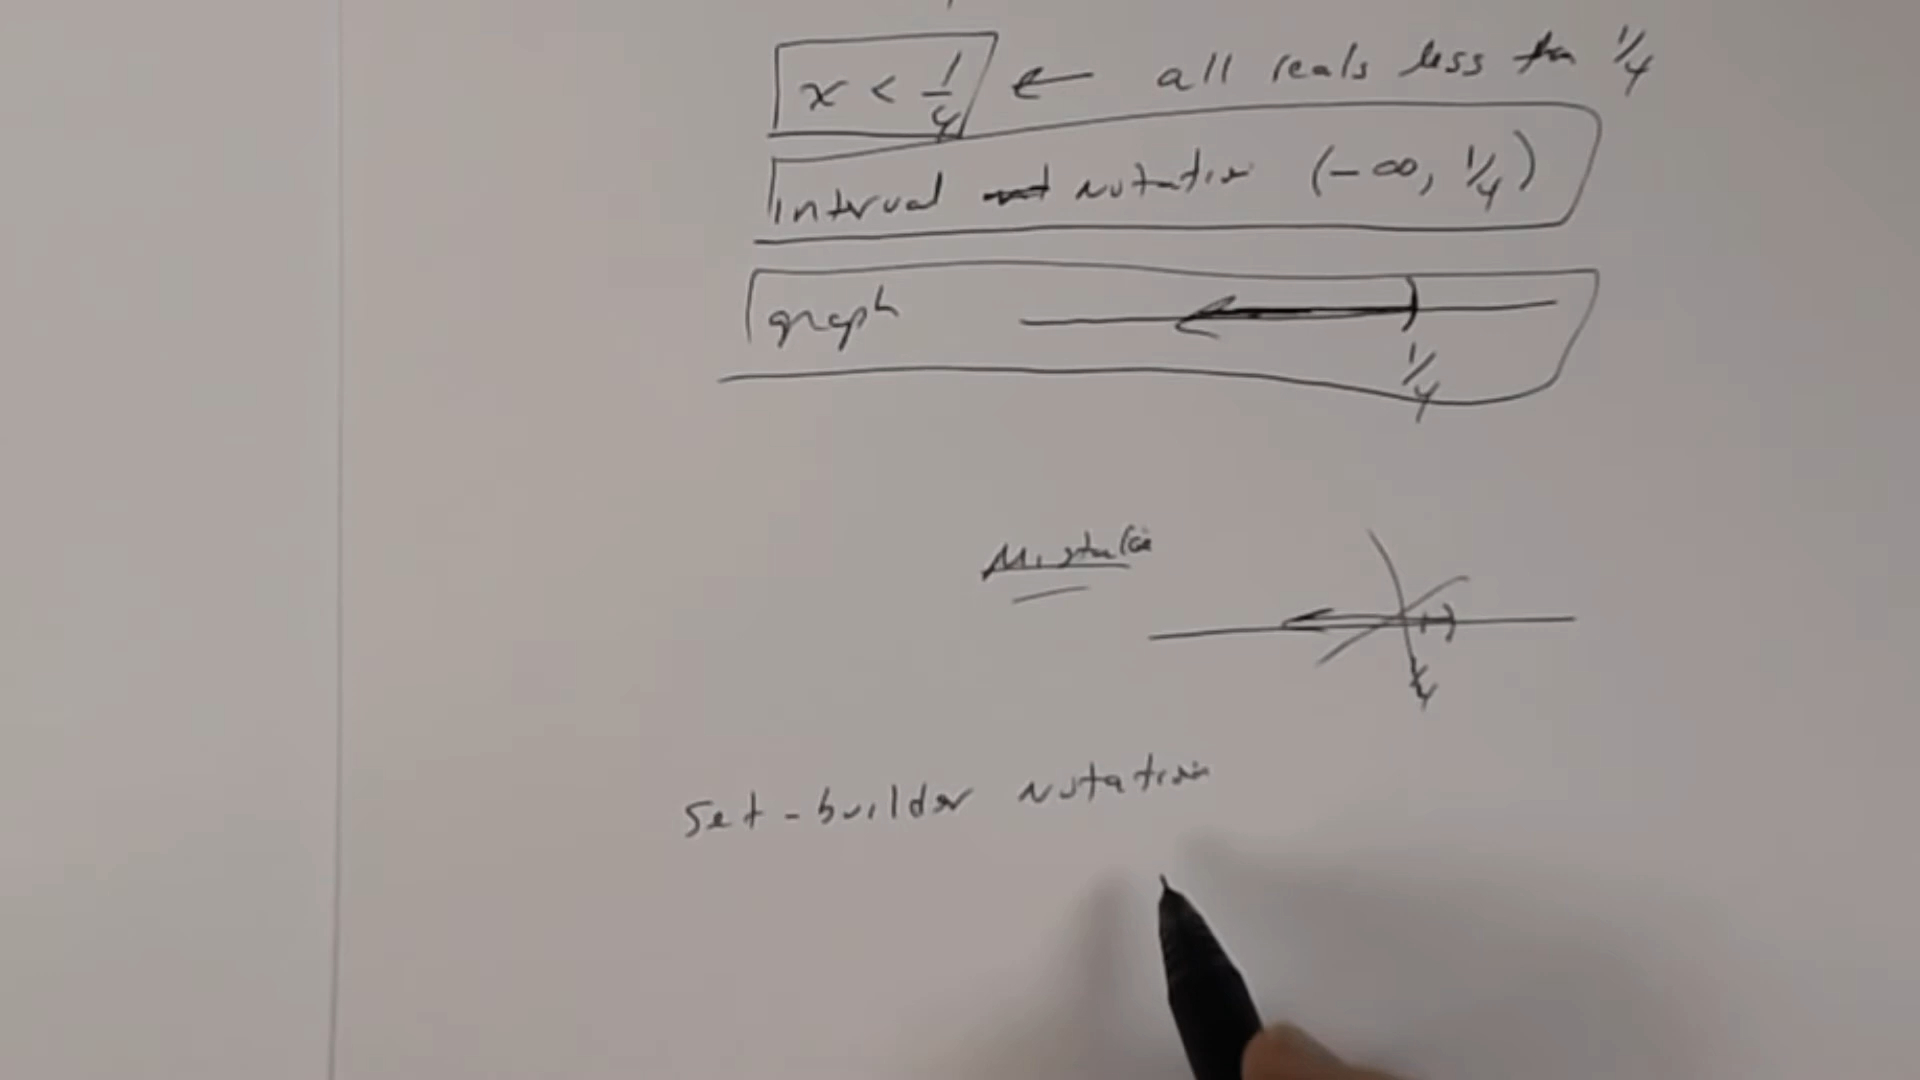 x < 1/4 ← all reals less than 1/4
interval notation (-∞, 1/4)
graph
)
1/4
Mistake
)
1/4
Set-builder notation